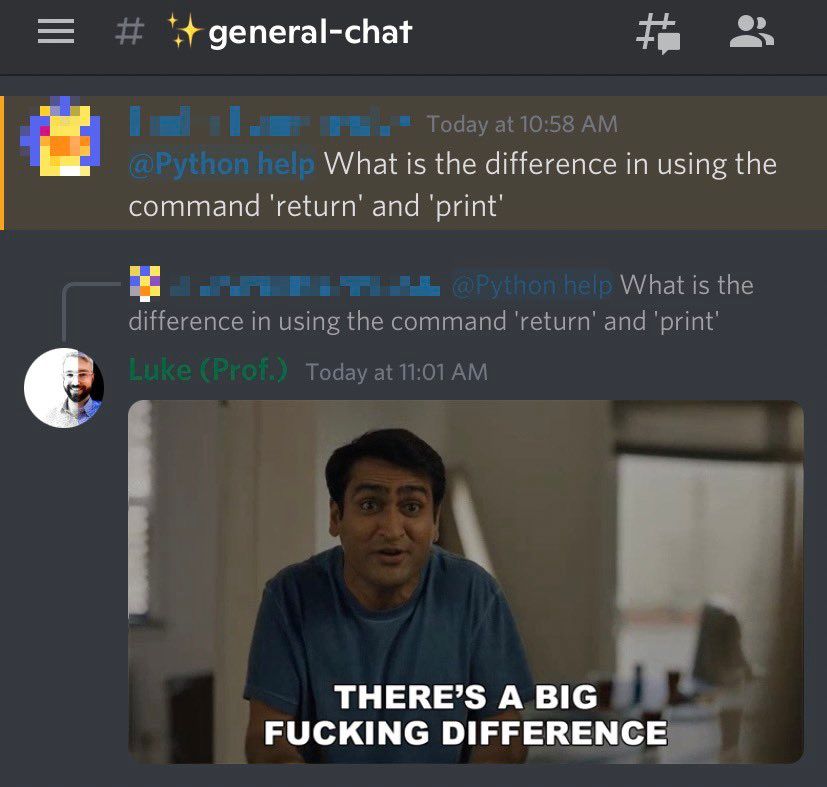 # ✨general-chat
Today at 10:58 AM
@Python help What is the difference in using the
command 'return' and 'print'
@Python help What is the
difference in using the command 'return' and 'print'
Luke (Prof.) Today at 11:01 AM
THERE'S A BIG
FUCKING DIFFERENCE